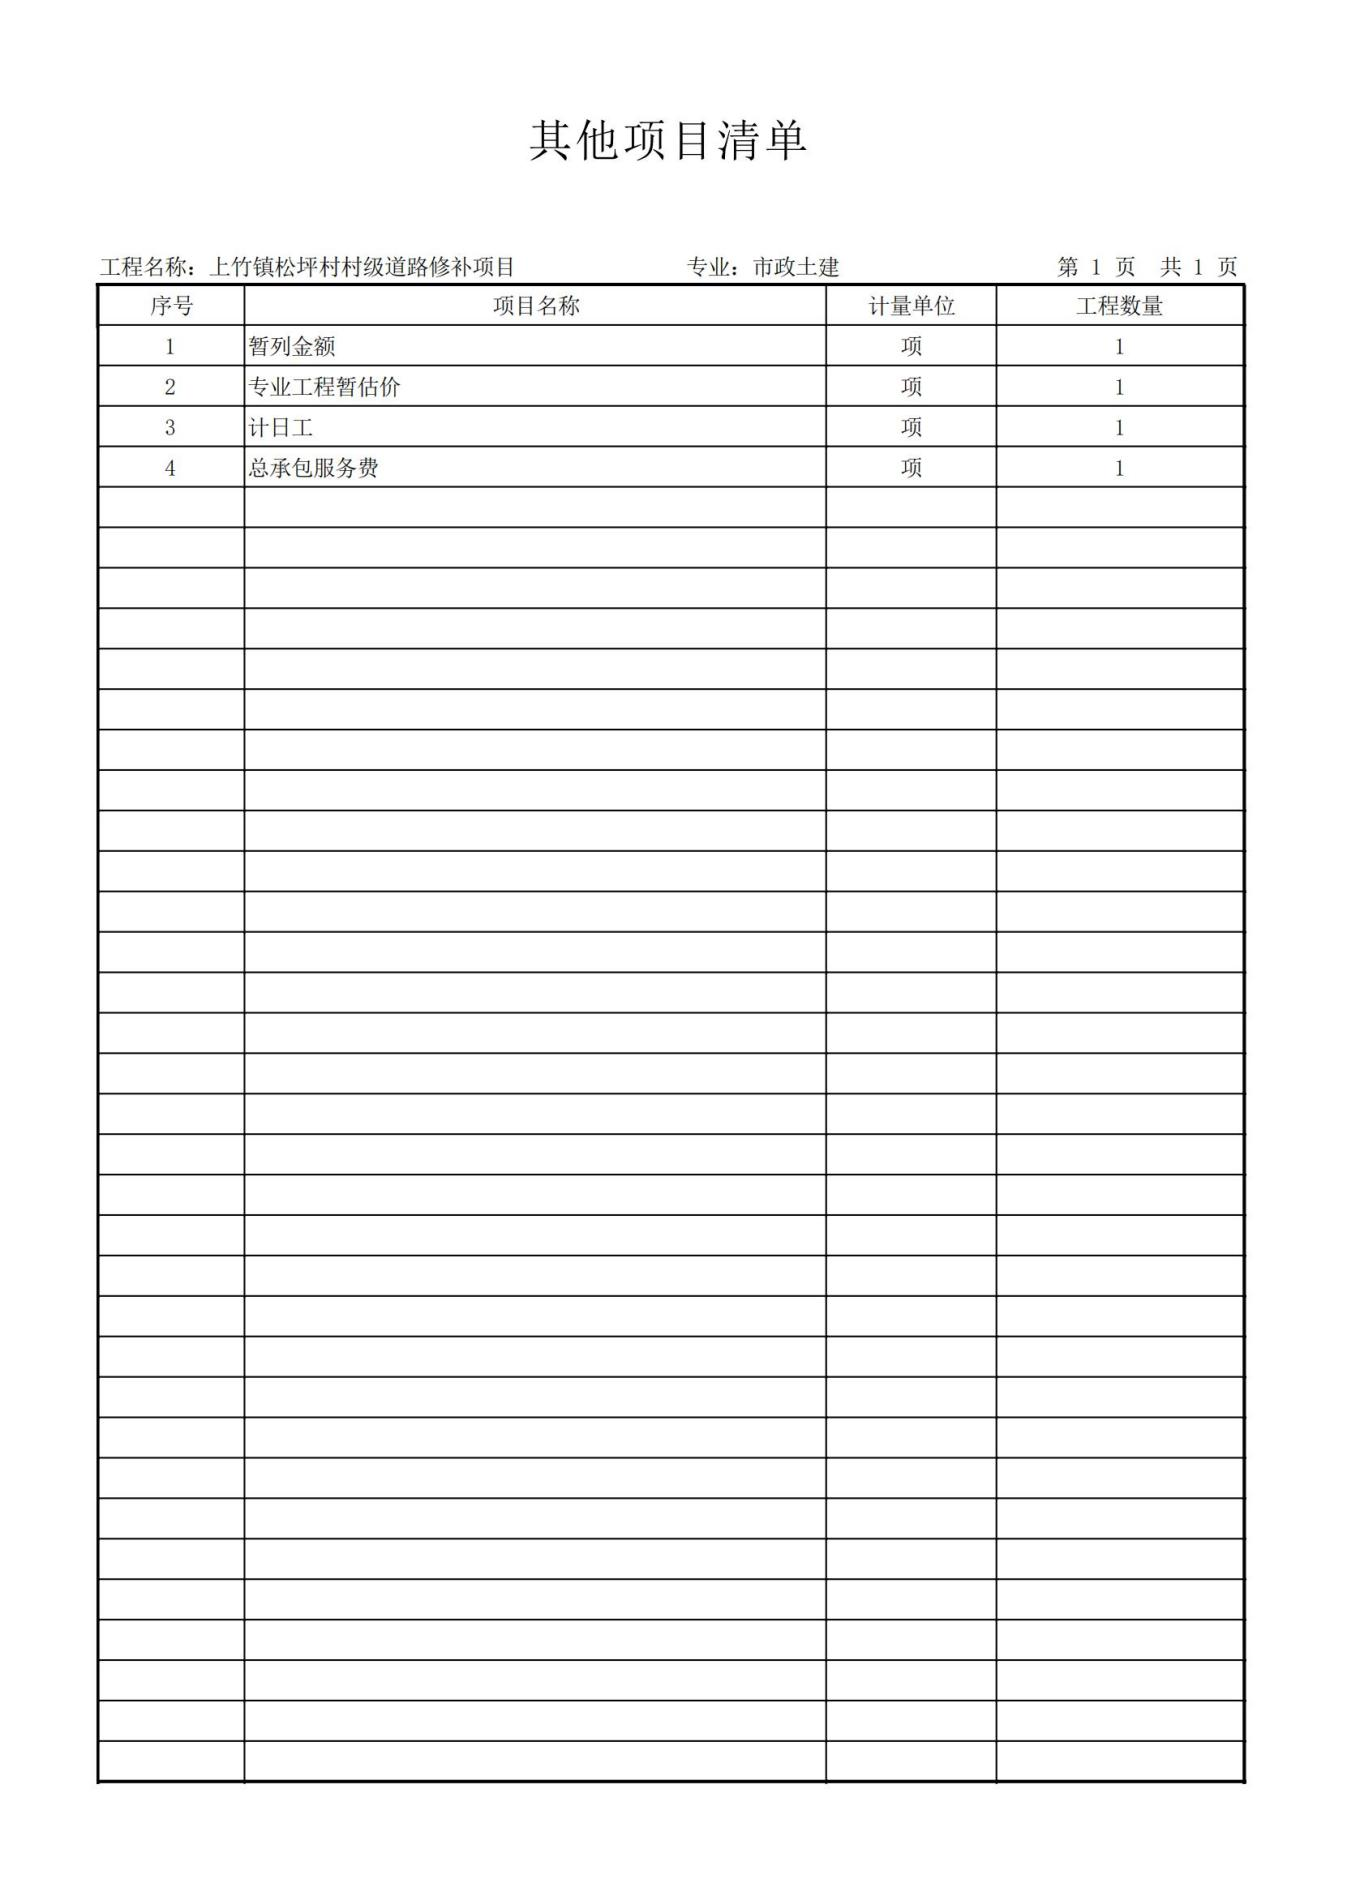 其他项目清单
工程名称：上竹镇松坪村村级道路修补项目 专业：市政土建 第 1 页 共 1 页
序号 项目名称 计量单位 工程数量
1 暂列金额 项 1
2 专业工程暂估价 项 1
3 计日工 项 1
4 总承包服务费 项 1